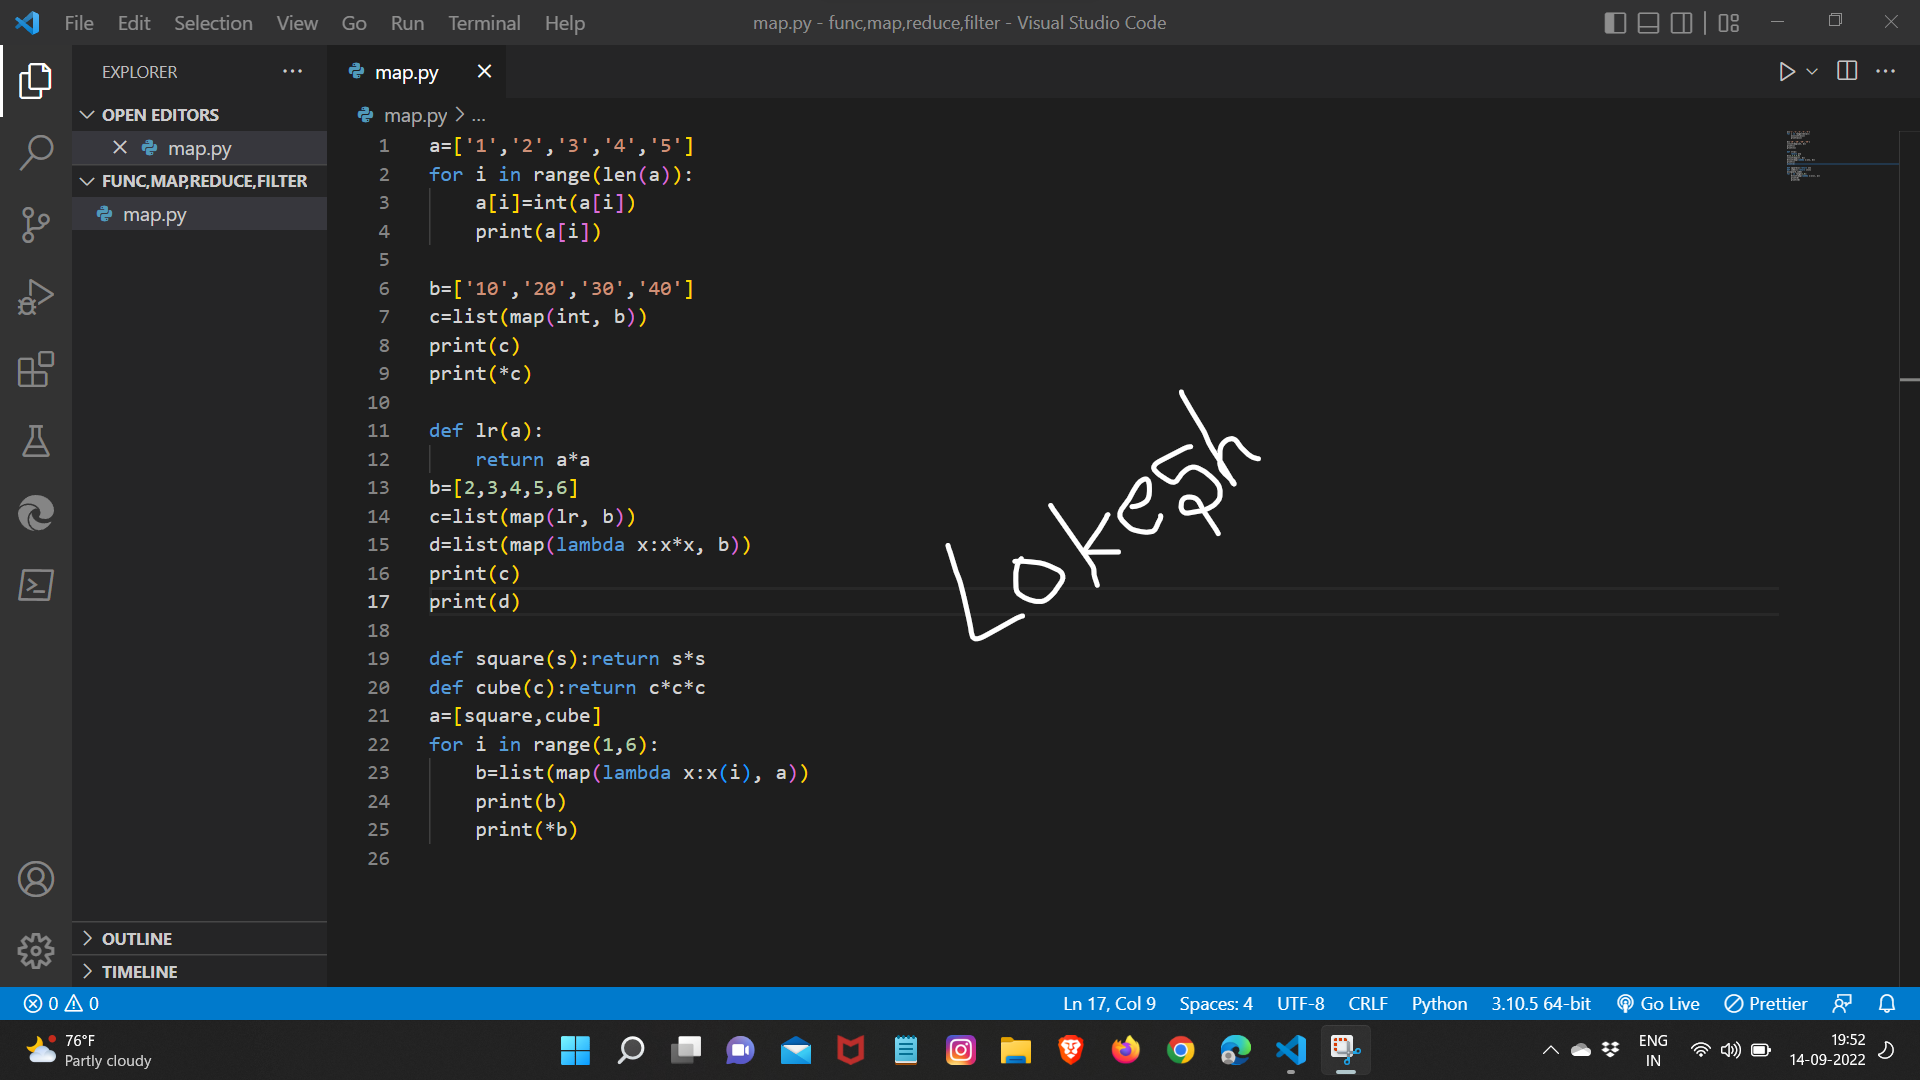 File Edit Selection View Go Run Terminal Help
map.py - func,map,reduce,filter - Visual Studio Code
EXPLORER
map.py
OPEN EDITORS
map.py
FUNC,MAP,REDUCE,FILTER
map.py
map.py > ...
1 a=['1','2','3','4','5']
2 for i in range(len(a)):
3     a[i]=int(a[i])
4     print(a[i])
5
6 b=['10','20','30','40']
7 c=list(map(int, b))
8 print(c)
9 print(*c)
10
11 def lr(a):
12     return a*a
13 b=[2,3,4,5,6]
14 c=list(map(lr, b))
15 d=list(map(lambda x:x*x, b))
16 print(c)
17 print(d)
18
19 def square(s):return s*s
20 def cube(c):return c*c*c
21 a=[square,cube]
22 for i in range(1,6):
23     b=list(map(lambda x:x(i), a))
24     print(b)
25     print(*b)
26
Lokesh
OUTLINE
TIMELINE
0 0
Ln 17, Col 9 Spaces: 4 UTF-8 CRLF Python 3.10.5 64-bit Go Live Prettier
76°F
Partly cloudy
ENG
IN
19:52
14-09-2022